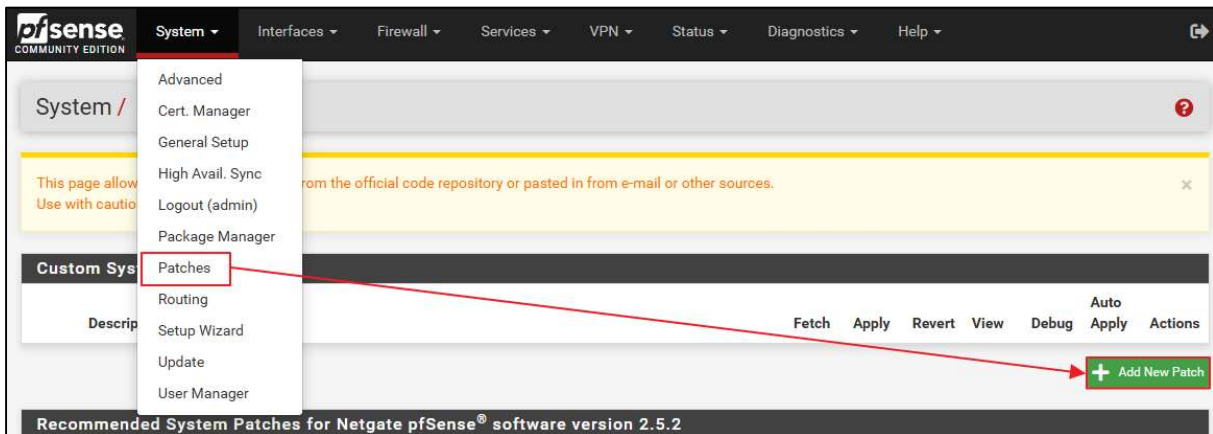 pfsense System Interfaces Firewall Services VPN Status Diagnostics Help
COMMUNITY EDITION
Advanced
System / Cert. Manager
General Setup
High Avail. Sync
This page allow rom the official code repository or pasted in from e-mail or other sources.
Use with cautio Logout (admin)
Package Manager
Custom Sys Patches
Routing
Auto
Descrip Setup Wizard Fetch Apply Revert View Debug Apply Actions
Update
Add New Patch
User Manager
Recommended System Patches for Netgate pfSense® software version 2.5.2